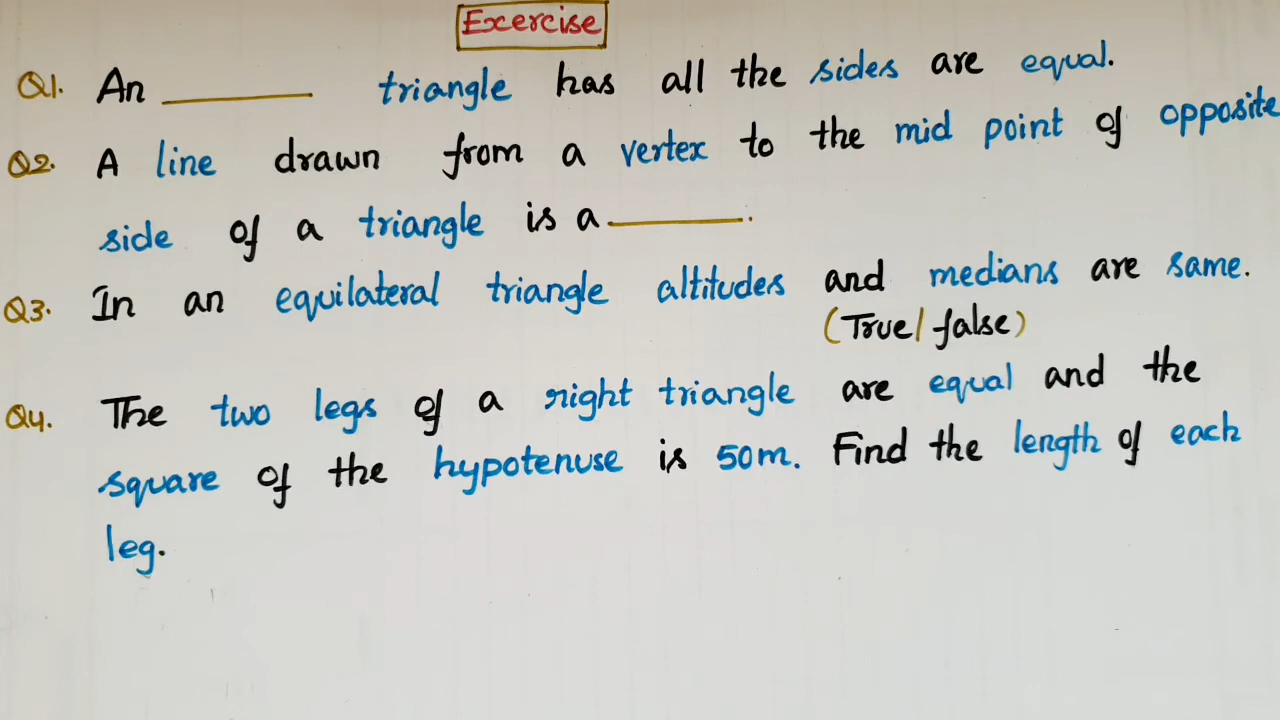 Exercise
Q1. An ________ triangle has all the sides are equal.
Q2. A line drawn from a vertex to the mid point of opposite
side of a triangle is a ________.
Q3. In an equilateral triangle altitudes and medians are same.
(True/false)
Q4. The two legs of a right triangle are equal and the
square of the hypotenuse is 50m. Find the length of each
leg.